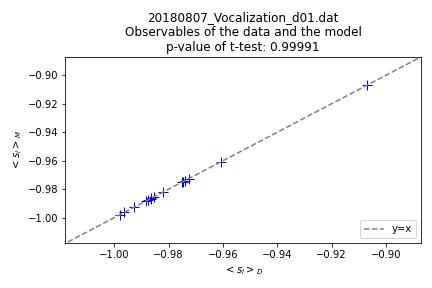 20180807_Vocalization_d01.dat
Observables of the data and the model
p-value of t-test: 0.99991
−0.90
−0.92
−0.94
−0.96
−0.98
−1.00
< s_i >_M
y=x
−1.00 −0.98 −0.96 −0.94 −0.92 −0.90
< s_i >_D